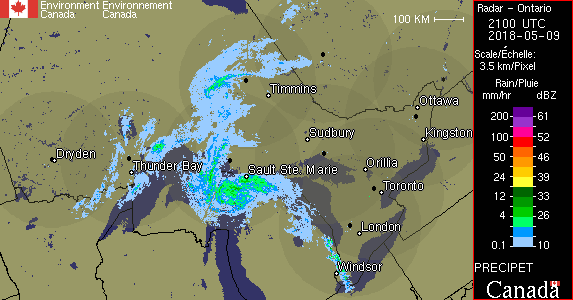 Environment Environnement
Canada Canada
100 KM
Timmins
Ottawa
Sudbury
Kingston
Dryden
Thunder Bay
Sault Ste. Marie
Orillia
Toronto
London
Windsor
Radar - Ontario
2100 UTC
2018-05-09
Scale/Échelle:
3.5 km/Pixel
Rain/Pluie
mm/hr dBZ
200 61
100 52
50 46
24 39
12 33
4 26
0.1 10
PRECIPET
Canada